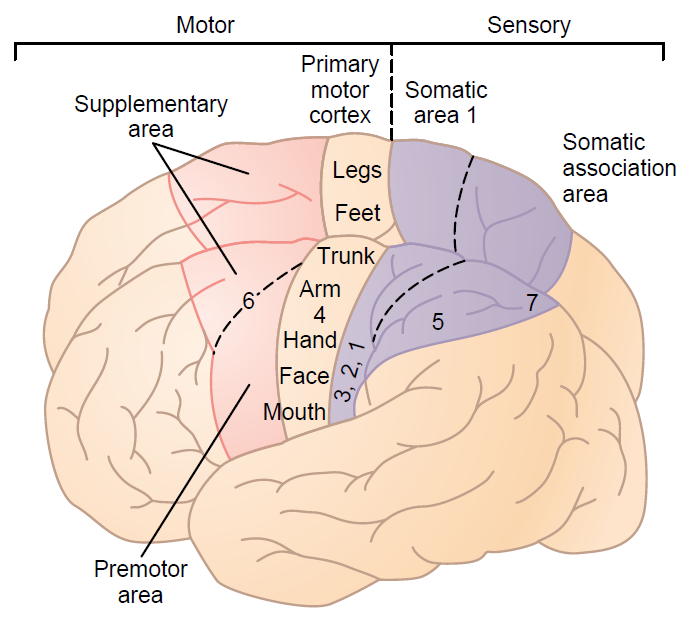 Motor
Sensory
Primary
motor
cortex
Somatic
area 1
Supplementary
area
Somatic
association
area
Legs
Feet
Trunk
Arm
4
Hand
Face
Mouth
6
3, 2, 1
5
7
Premotor
area